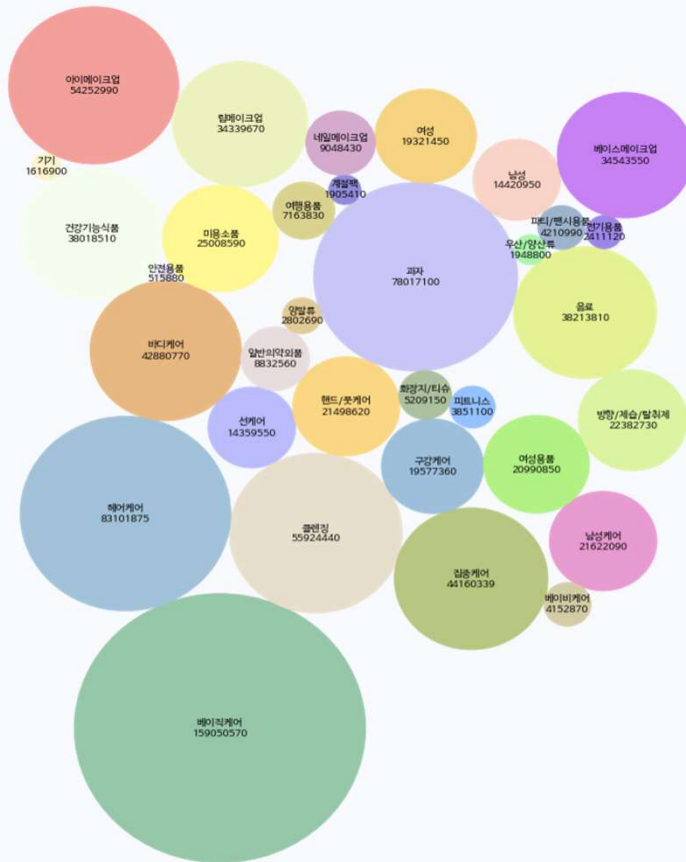 아이메이크업
54252990
립메이크업
34339670
네일메이크업
9048430
여성
19321450
베이스메이크업
34543550
기기
1616900
계절팩
1905410
남성
14420950
여행용품
7163830
건강기능식품
38018510
미용소품
25008590
파티/팬시용품
4210990
전기용품
2411120
우산/양산류
1948800
안전용품
515880
과자
78017100
음료
38213810
양말류
2802690
바디케어
42880770
일반의약외품
8832560
핸드/풋케어
21498620
화장지/티슈
5209150
피트니스
3851100
방향/제습/탈취제
22382730
선케어
14359550
구강케어
19577360
여성용품
20990850
헤어케어
83101875
클렌징
55924440
남성케어
21622090
집중케어
44160339
베이비케어
4152870
베이직케어
159050570